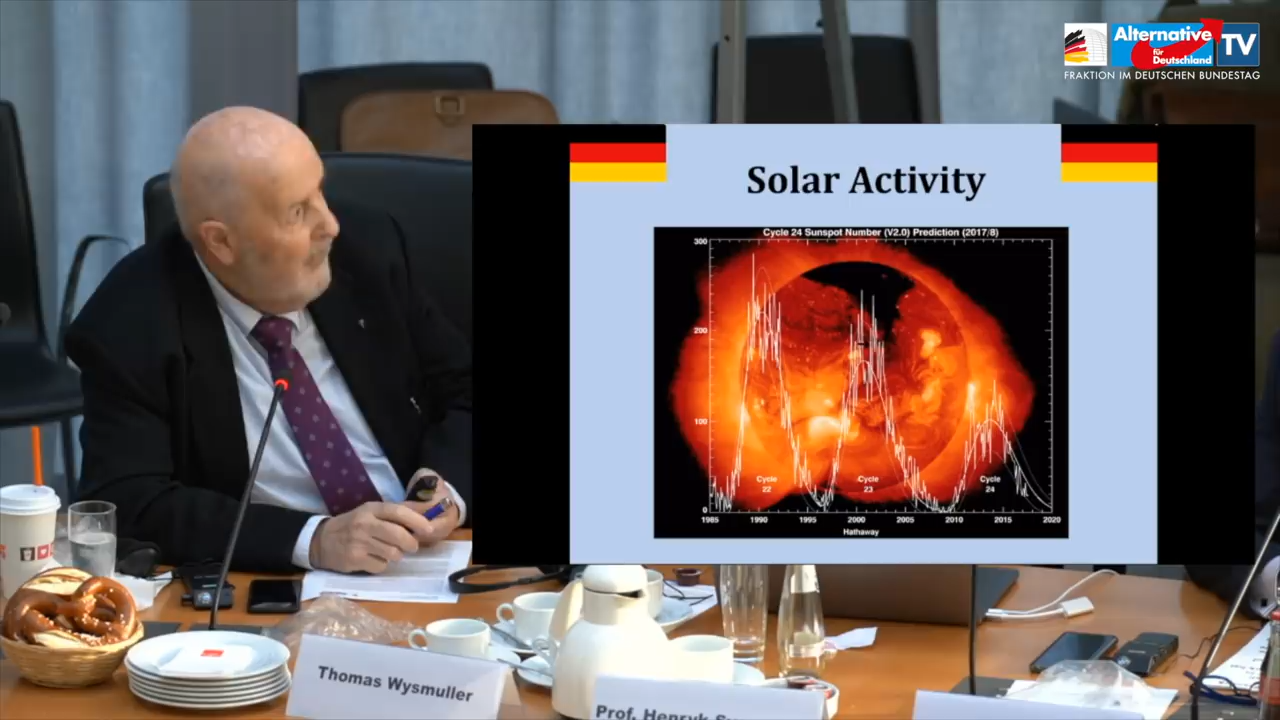 Alternative
für
Deutschland
TV
FRAKTION IM DEUTSCHEN BUNDESTAG
Solar Activity
Cycle 24 Sunspot Number (V2.0) Prediction (2017/8)
300
200
100
0
Cycle
22
Cycle
23
Cycle
24
1985 1990 1995 2000 2005 2010 2015 2020
Hathaway
Thomas Wysmuller
Prof. Henryk